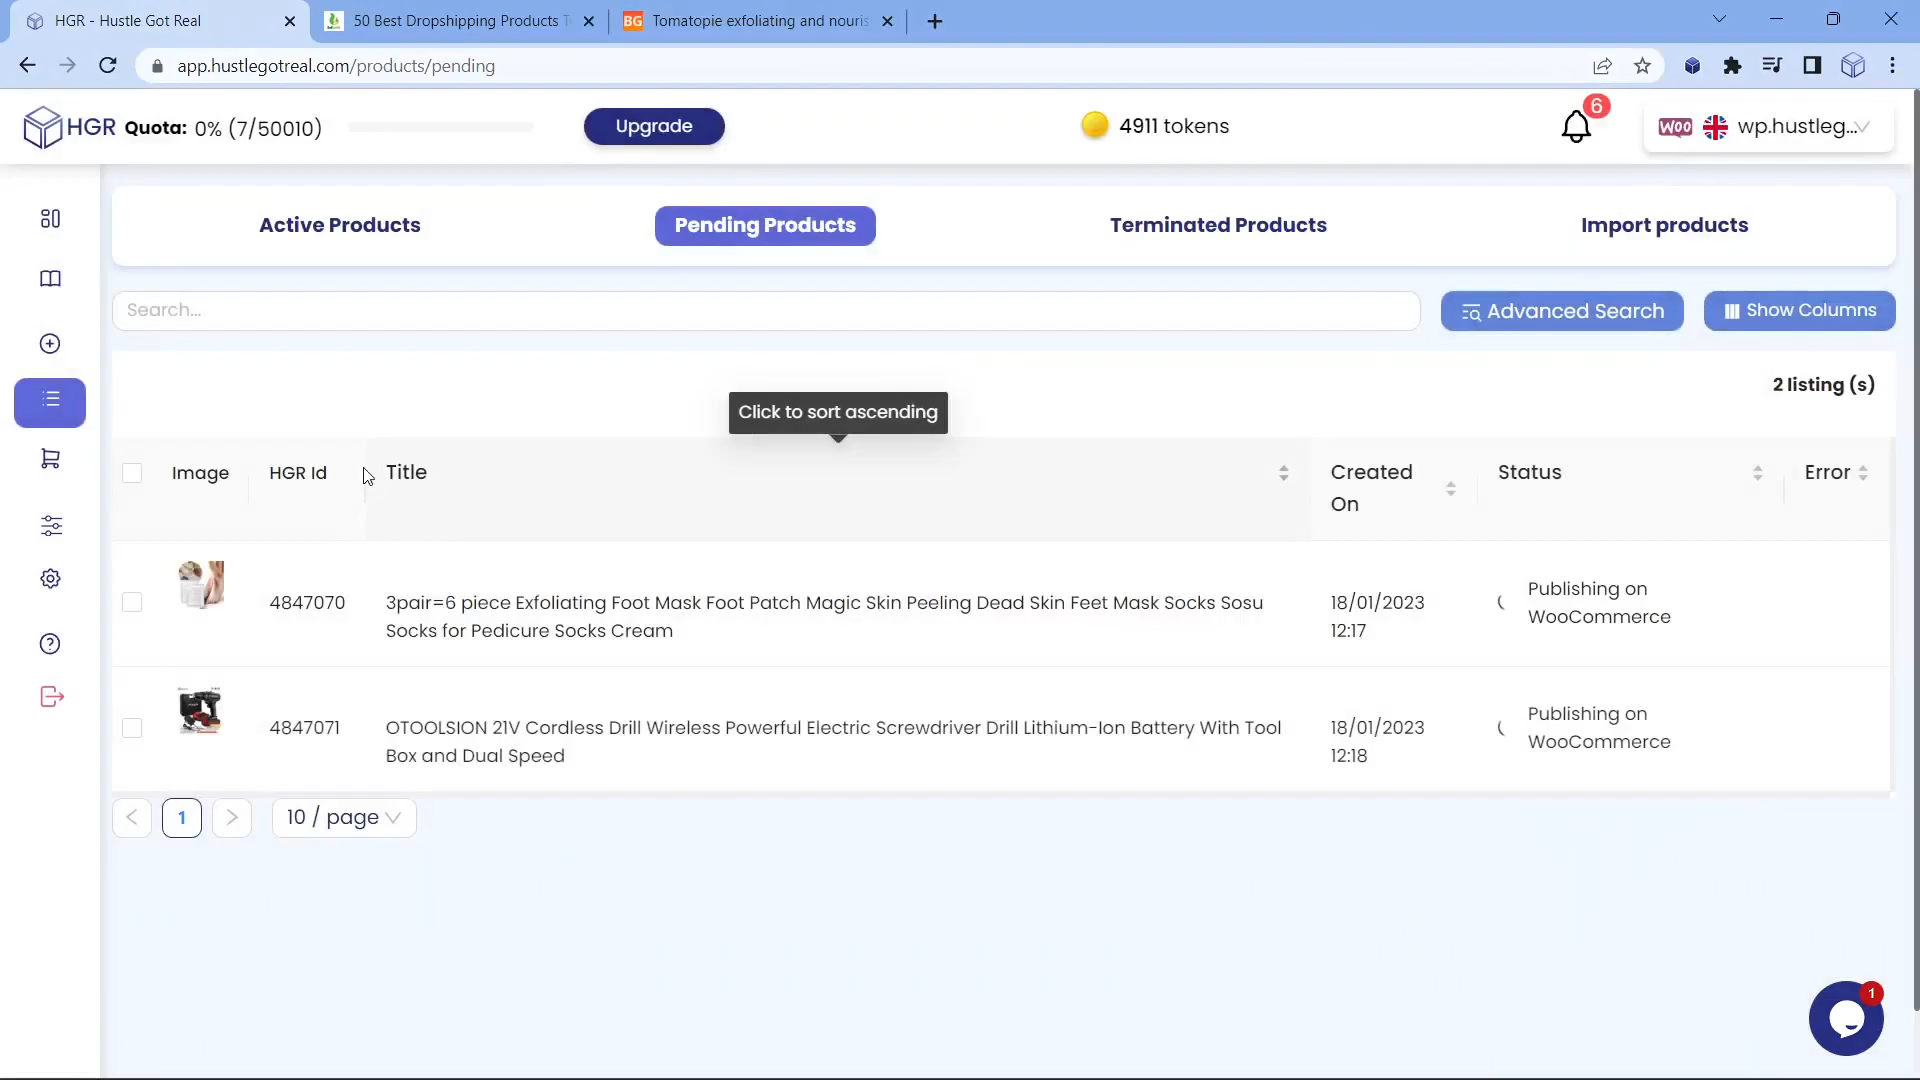 HGR - Hustle Got Real
50 Best Dropshipping Products T
BG Tomatopie exfoliating and nouris
app.hustlegotreal.com/products/pending
HGR Quota: 0% (7/50010)
Upgrade
4911 tokens
6
WOO wp.hustleg...
Active Products
Pending Products
Terminated Products
Import products
Search...
Advanced Search
Show Columns
2 listing (s)
Click to sort ascending
Image
HGR Id
Title
Created
On
Status
Error
4847070
3pair=6 piece Exfoliating Foot Mask Foot Patch Magic Skin Peeling Dead Skin Feet Mask Socks Sosu
Socks for Pedicure Socks Cream
18/01/2023
12:17
Publishing on
WooCommerce
4847071
OTOOLSION 21V Cordless Drill Wireless Powerful Electric Screwdriver Drill Lithium-Ion Battery With Tool
Box and Dual Speed
18/01/2023
12:18
Publishing on
WooCommerce
1
10 / page
1